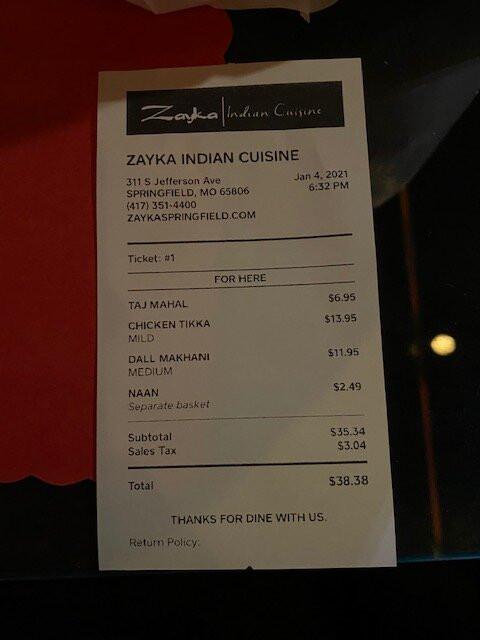 Zayka | Indian Cuisine
ZAYKA INDIAN CUISINE
311 S Jefferson Ave
SPRINGFIELD, MO 65806
(417) 351-4400
ZAYKASPRINGFIELD.COM
Jan 4, 2021
6:32 PM
Ticket: #1
FOR HERE
TAJ MAHAL $6.95
CHICKEN TIKKA $13.95
MILD
DALL MAKHANI $11.95
MEDIUM
NAAN $2.49
Separate basket
Subtotal $35.34
Sales Tax $3.04
Total $38.38
THANKS FOR DINE WITH US.
Return Policy: